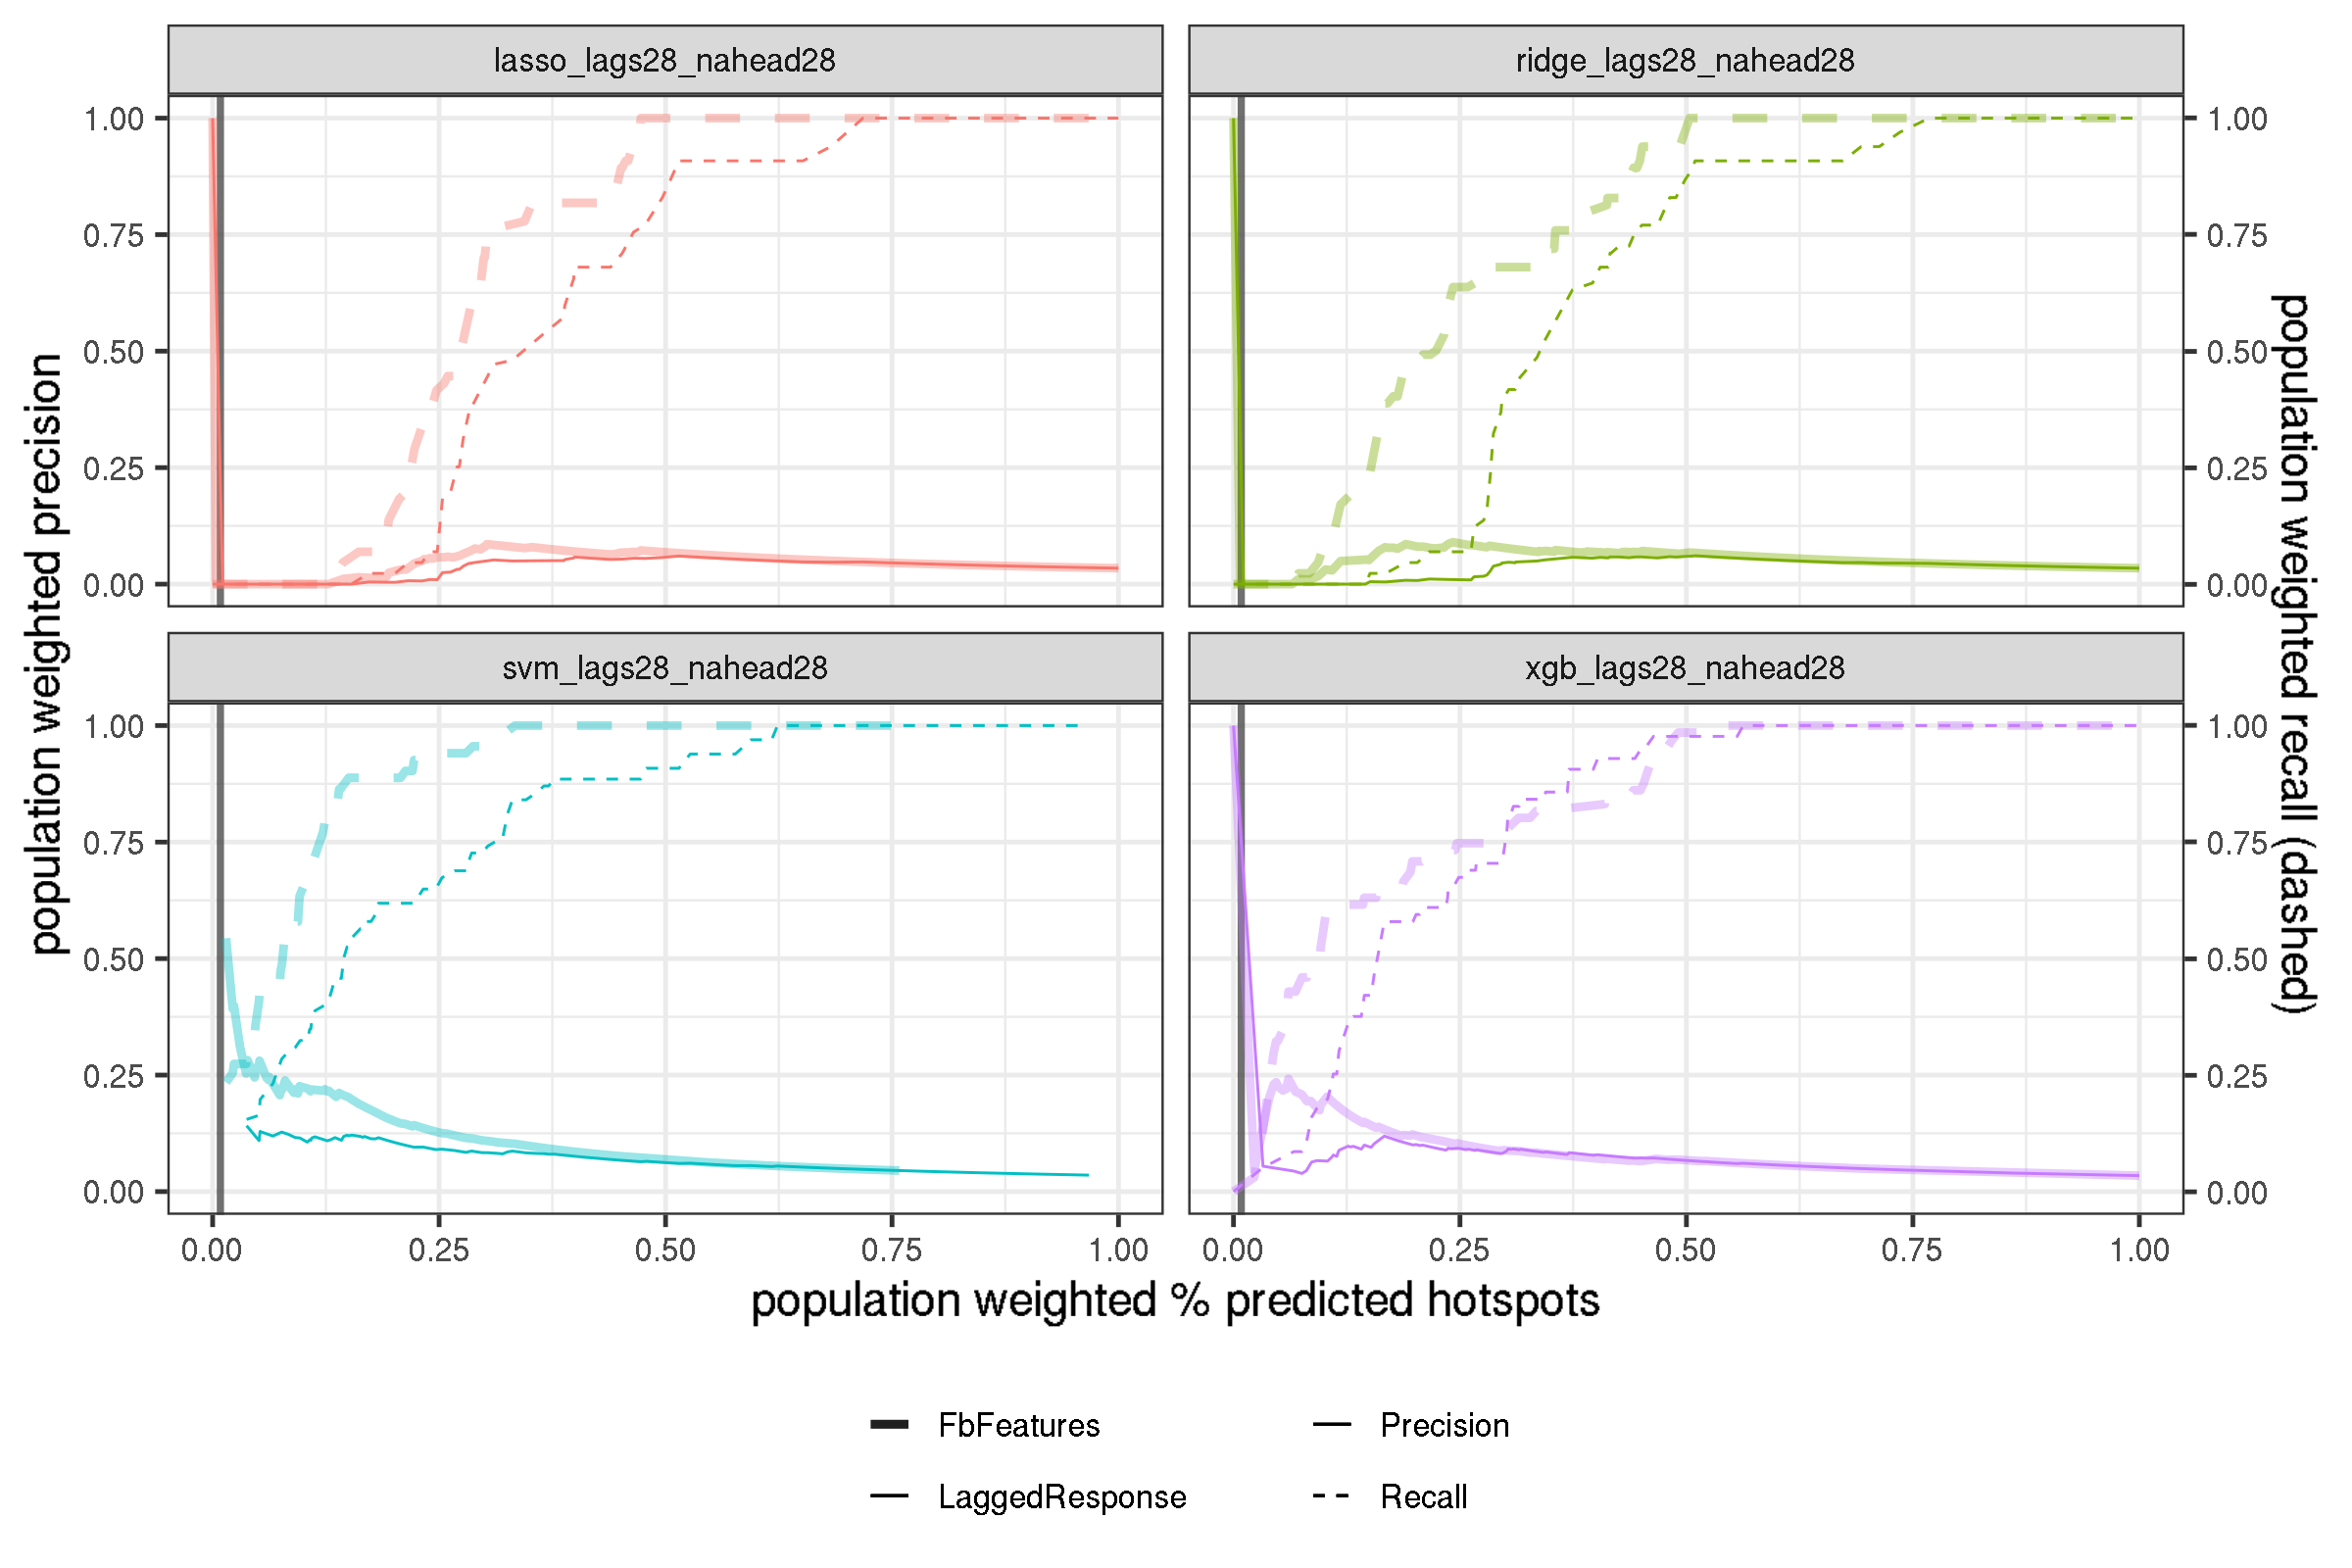 lasso_lags28_nahead28
ridge_lags28_nahead28
1.00
0.75
0.50
0.25
0.00
1.00
0.75
0.50
0.25
0.00
svm_lags28_nahead28
xgb_lags28_nahead28
1.00
0.75
0.50
0.25
0.00
1.00
0.75
0.50
0.25
0.00
0.00 0.25 0.50 0.75 1.00
0.00 0.25 0.50 0.75 1.00
population weighted precision
population weighted recall (dashed)
population weighted % predicted hotspots
FbFeatures
Precision
LaggedResponse
Recall